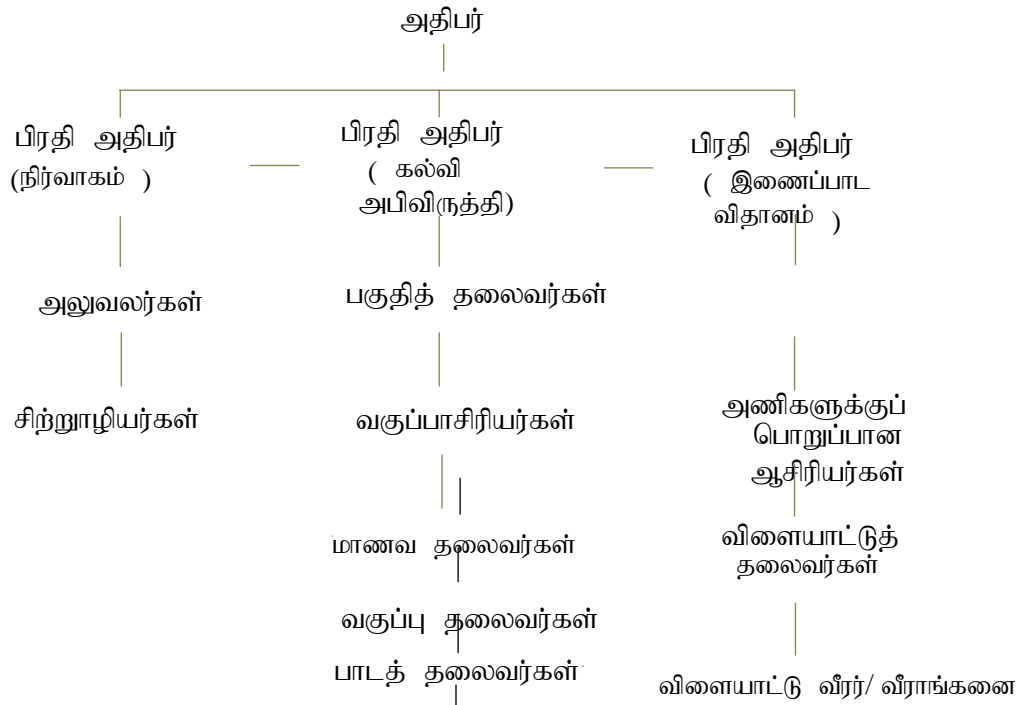 அதிபர்
பிரதி அதிபர்
(நிர்வாகம் )
பிரதி அதிபர்
( கல்வி
அபிவிருத்தி)
பிரதி அதிபர்
( இணைப்பாட
விதானம் )
அலுவலர்கள்
பகுதித் தலைவர்கள்
சிற்றூழியர்கள்
வகுப்பாசிரியர்கள்
அணிகளுக்குப்
பொறுப்பான
ஆசிரியர்கள்
மாணவ தலைவர்கள்
விளையாட்டுத்
தலைவர்கள்
வகுப்பு தலைவர்கள்
பாடத் தலைவர்கள்
விளையாட்டு வீரர்/ வீராங்கனை